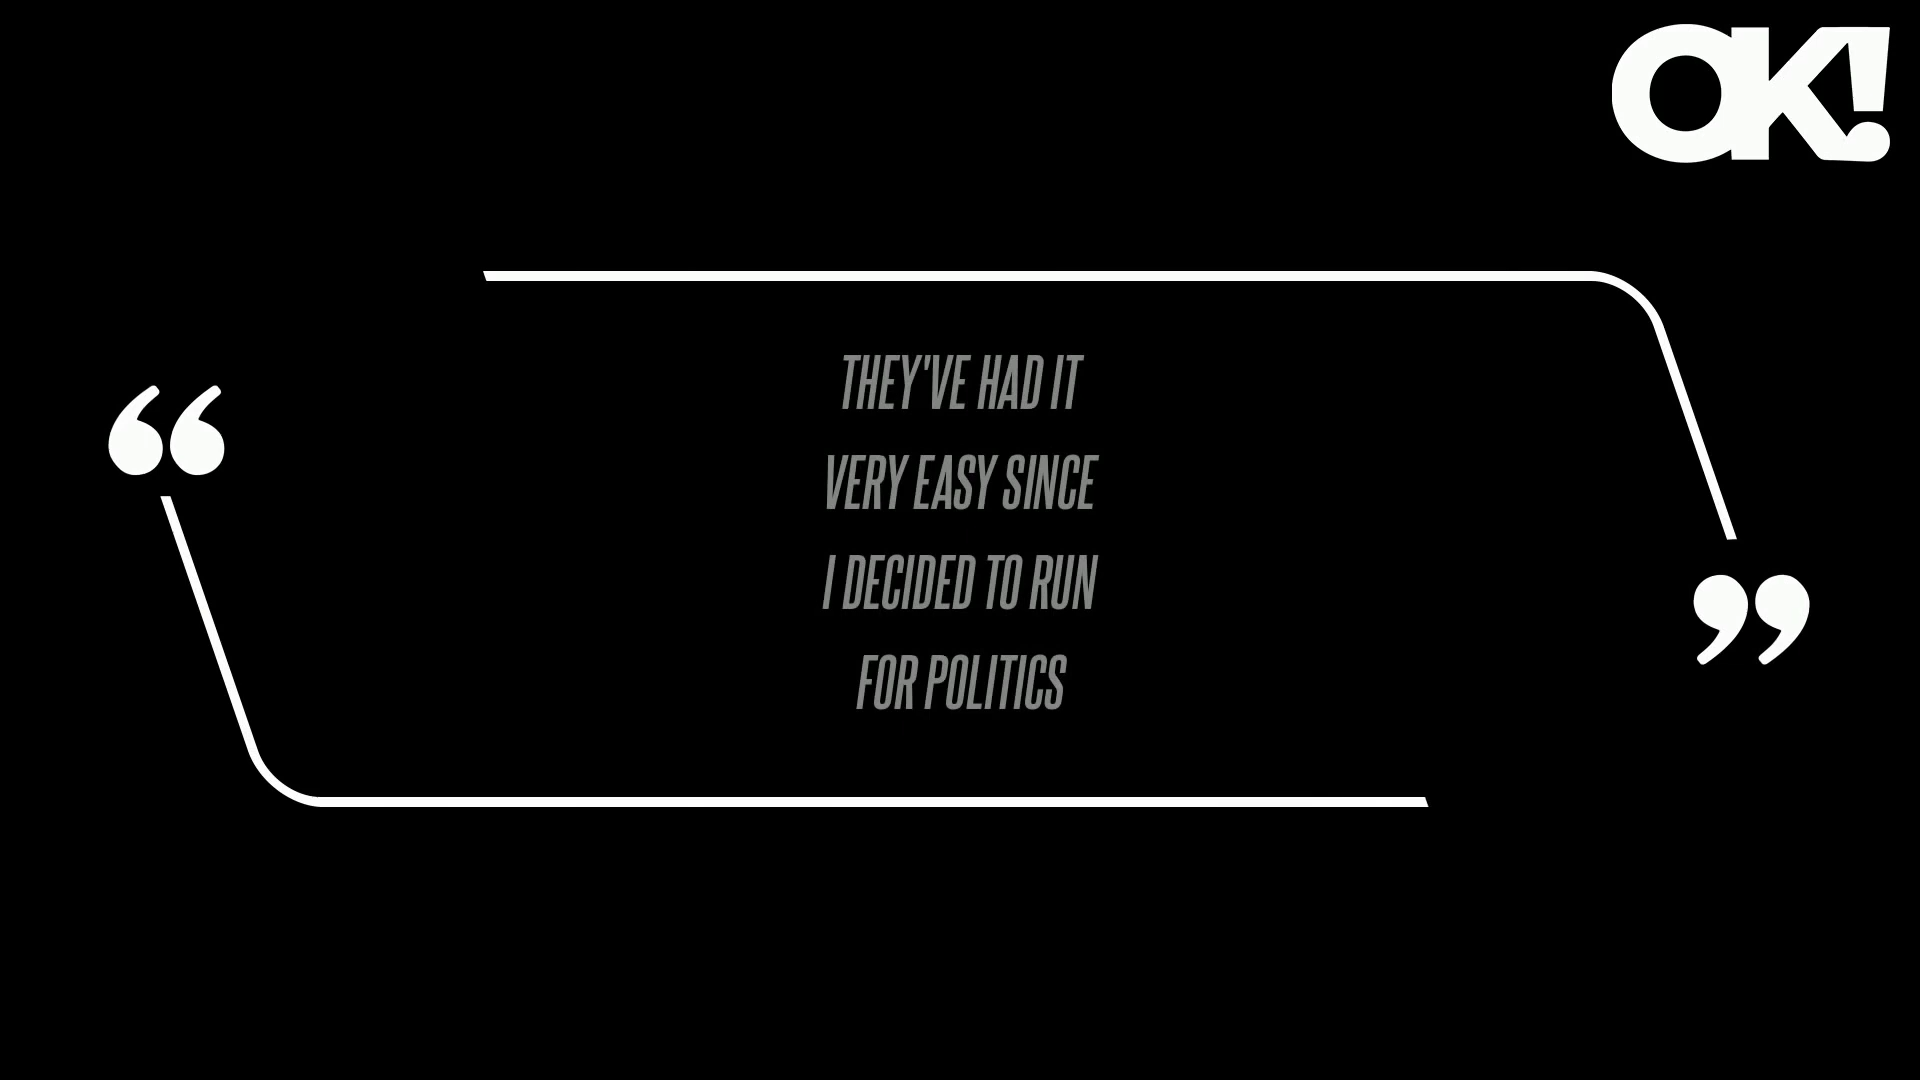 OK!
THEY'VE HAD IT
VERY EASY SINCE
I DECIDED TO RUN
FOR POLITICS